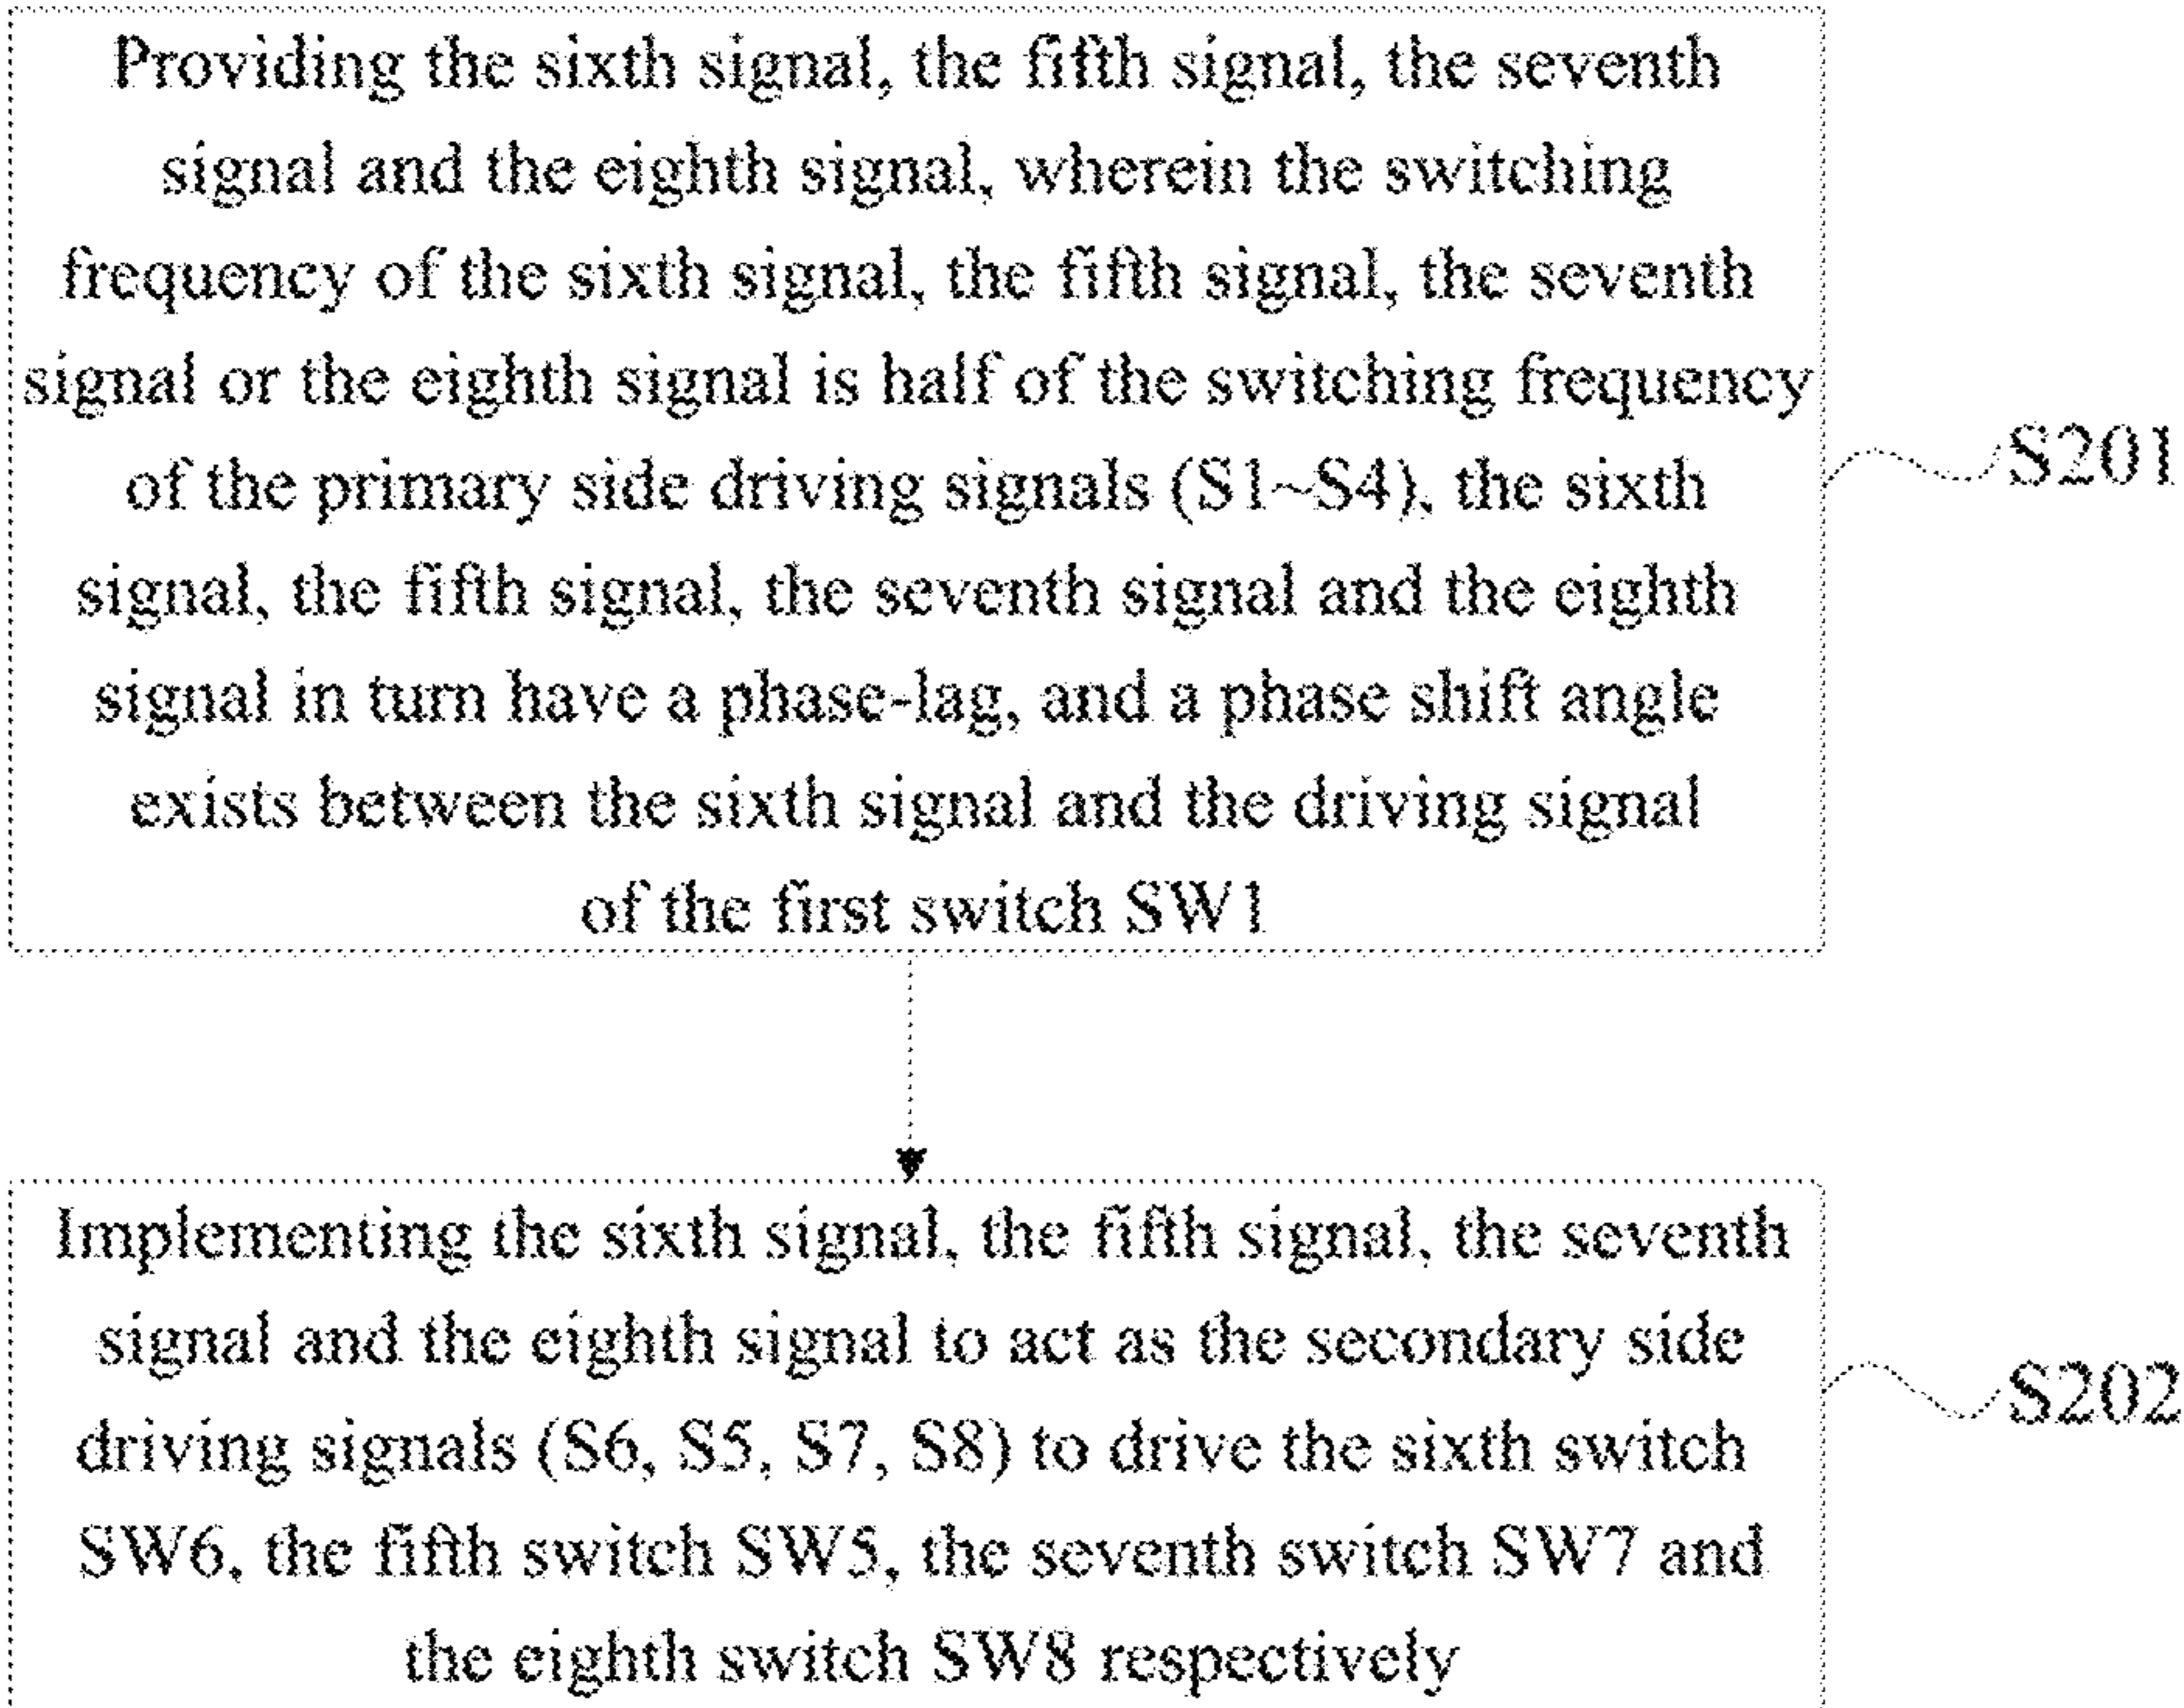 Providing the sixth signal, the fifth signal, the seventh
signal and the eighth signal, wherein the switching
frequency of the sixth signal, the fifth signal, the seventh
signal or the eighth signal is half of the switching frequency
of the primary side driving signals (S1~S4), the sixth
signal, the fifth signal, the seventh signal and the eighth
signal in turn have a phase-lag, and a phase shift angle
exists between the sixth signal and the driving signal
of the first switch SW1
S201
Implementing the sixth signal, the fifth signal, the seventh
signal and the eighth signal to act as the secondary side
driving signals (S6, S5, S7, S8) to drive the sixth switch
SW6, the fifth switch SW5, the seventh switch SW7 and
the eighth switch SW8 respectively
S202